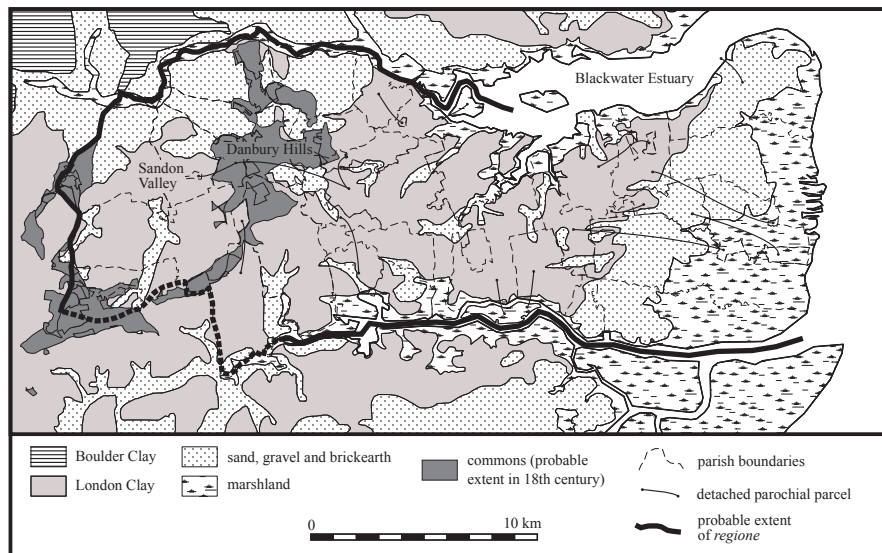 Blackwater Estuary
Danbury Hills
Sandon
Valley
Boulder Clay
London Clay
sand, gravel and brickearth
marshland
commons (probable
extent in 18th century)
parish boundaries
detached parochial parcel
probable extent
of regione
0
10 km